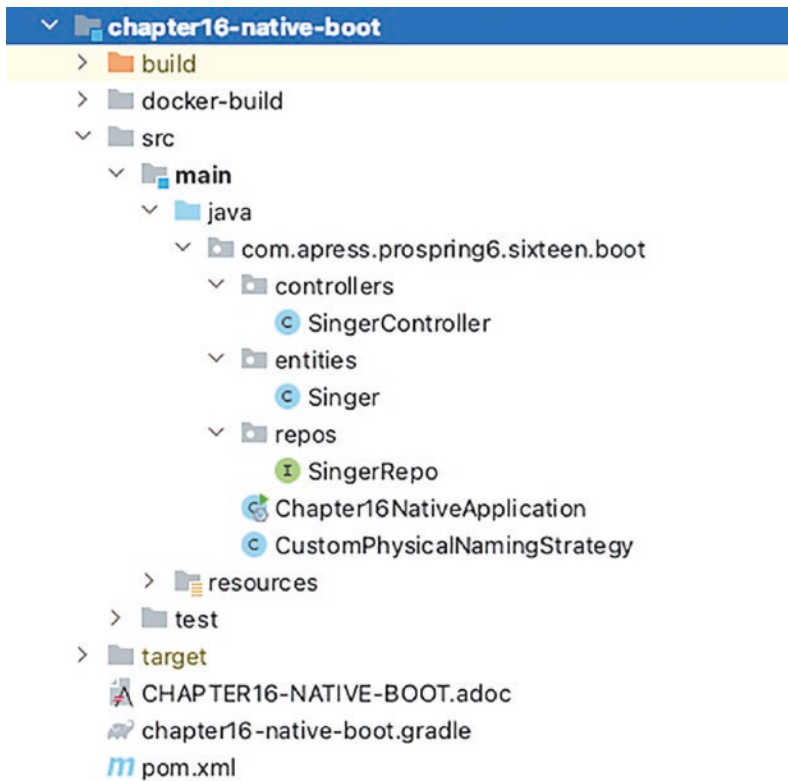 chapter16-native-boot
build
docker-build
src
main
java
com.apress.prospring6.sixteen.boot
controllers
C SingerController
entities
C Singer
repos
I SingerRepo
C Chapter16NativeApplication
C CustomPhysicalNamingStrategy
resources
test
target
CHAPTER16-NATIVE-BOOT.adoc
chapter16-native-boot.gradle
m pom.xml